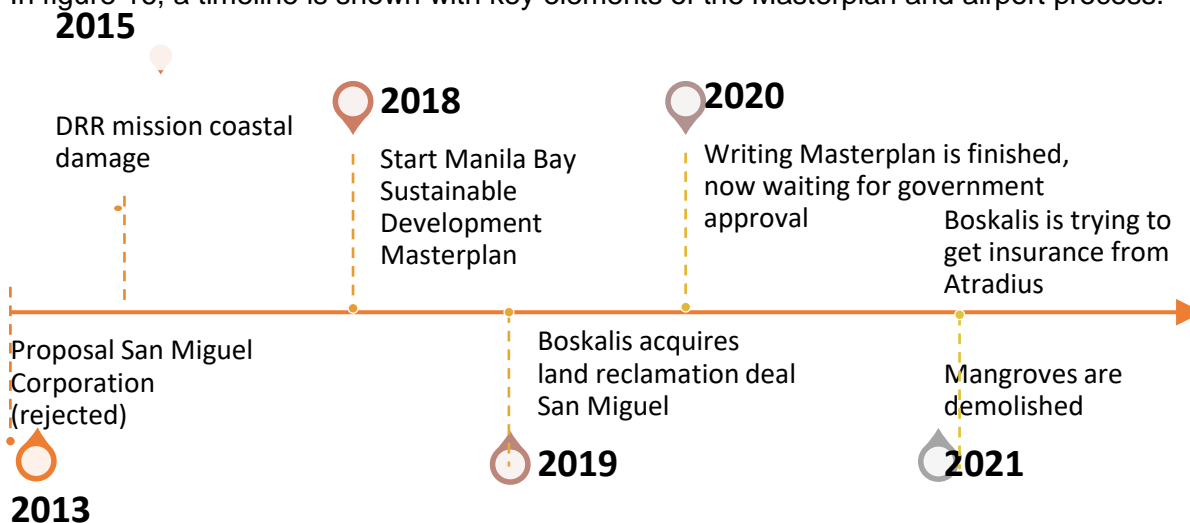 In figure 18, a timeline is shown with key elements of the Masterplan and airport process.
2015
DRR mission coastal
damage
2018
Start Manila Bay
Sustainable
Development
Masterplan
2020
Writing Masterplan is finished,
now waiting for government
approval
Boskalis is trying to
get insurance from
Atradius
Proposal San Miguel
Corporation
(rejected)
2013
Boskalis acquires
land reclamation deal
San Miguel
2019
Mangroves are
demolished
2021